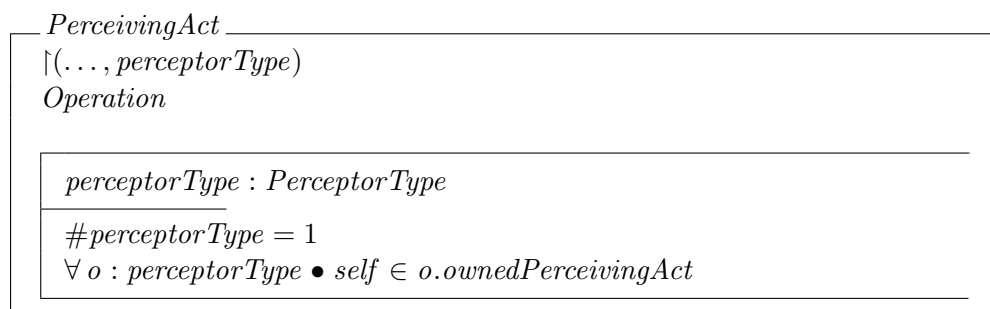 PerceivingAct
↾(. . . , perceptorType)
Operation
perceptorType : PerceptorType
#perceptorType = 1
∀ o : perceptorType • self ∈ o.ownedPerceivingAct